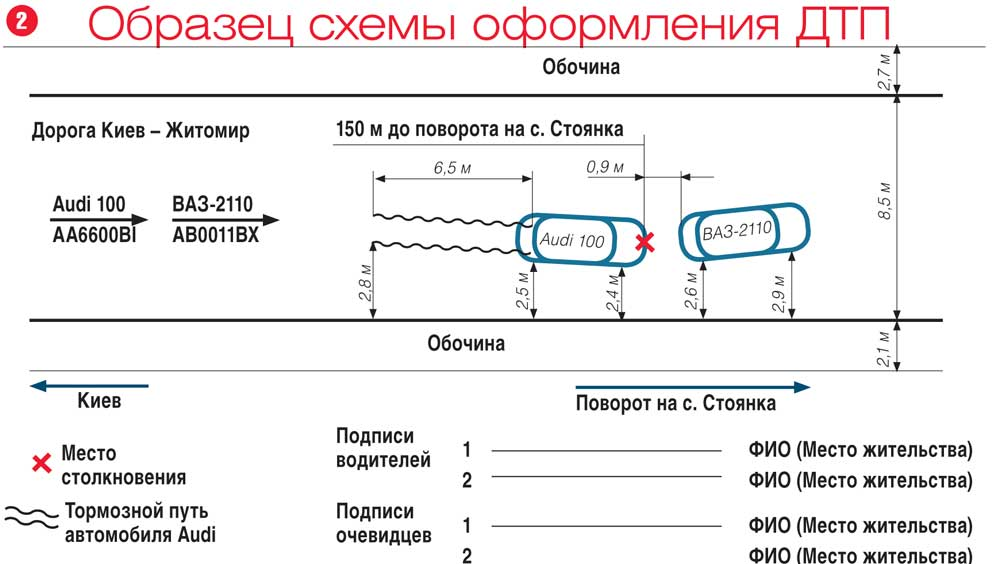 2 Образец схемы оформления ДТП
Обочина
2,7 м
Дорога Киев – Житомир
150 м до поворота на с. Стоянка
6,5 м
0,9 м
8,5 м
Audi 100
AA6600BI
ВАЗ-2110
AB0011BX
Audi 100
ВАЗ-2110
2,8 м
2,5 м
2,4 м
2,6 м
2,9 м
Обочина
2,1 м
Киев
Поворот на с. Стоянка
Место
столкновения
Тормозной путь
автомобиля Audi
Подписи
водителей
1 ФИО (Место жительства)
2 ФИО (Место жительства)
Подписи
очевидцев
1 ФИО (Место жительства)
2 ФИО (Место жительства)